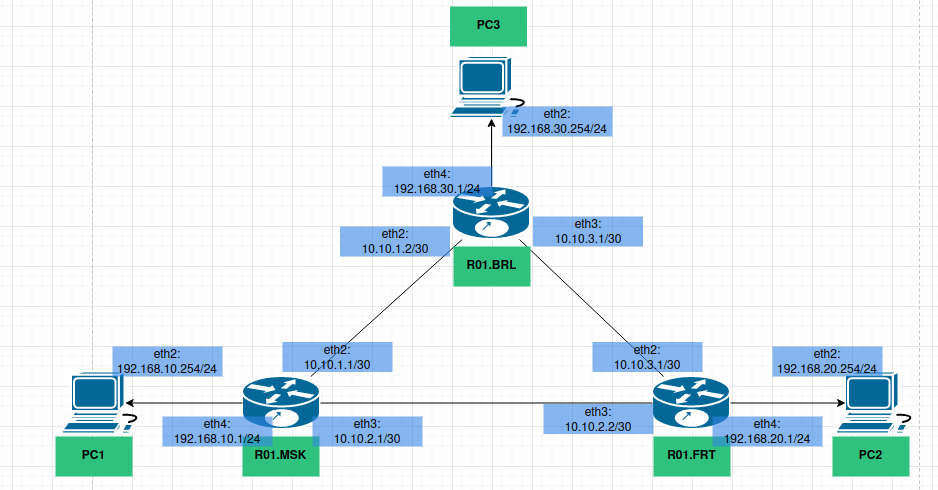 PC3
eth2:
192.168.30.254/24
eth4:
192.168.30.1/24
eth2:
10.10.1.2/30
eth3:
10.10.3.1/30
R01.BRL
eth2:
192.168.10.254/24
eth2:
10.10.1.1/30
eth2:
10.10.3.1/30
eth2:
192.168.20.254/24
eth4:
192.168.10.1/24
eth3:
10.10.2.1/30
eth3:
10.10.2.2/30
eth4:
192.168.20.1/24
PC1
R01.MSK
R01.FRT
PC2